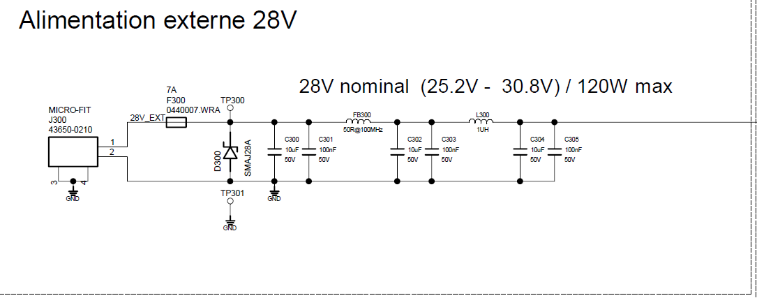 Alimentation externe 28V
28V nominal (25.2V - 30.8V) / 120W max
7A
F300
0440007.WRA
TP300
MICRO-FIT
J300
43650-0210
28V_EXT
1
2
3
4
GND
D300
SMAJ28A
TP301
GND
C300
10uF
50V
GND
C301
100nF
50V
FB300
50R@100MHz
C302
10uF
50V
C303
100nF
50V
L300
1UH
C304
10uF
50V
C305
100nF
50V